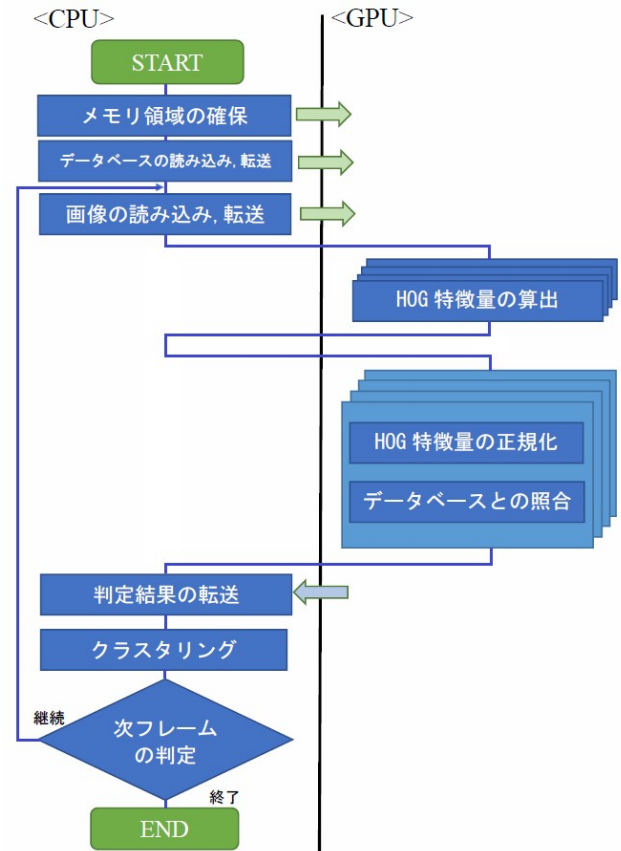 <CPU>
<GPU>
START
メモリ領域の確保
データベースの読み込み, 転送
画像の読み込み, 転送
HOG 特徴量の算出
HOG 特徴量の正規化
データベースとの照合
判定結果の転送
クラスタリング
継続
次フレーム
の判定
終了
END